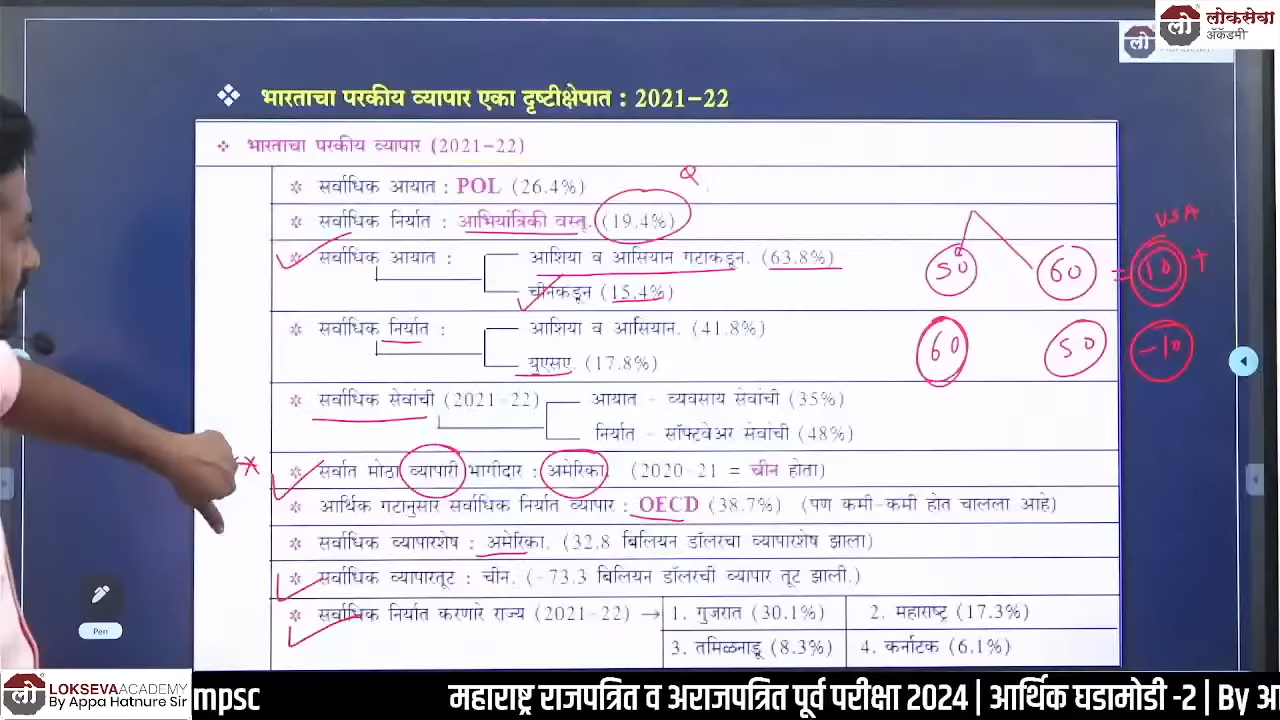 लो लोकसेवा
अ‍ॅकॅडमी
लो
❖ भारताचा परकीय व्यापार एका दृष्टीक्षेपात : 2021-22
❖ भारताचा परकीय व्यापार (2021-22)
सर्वाधिक आयात : POL (26.4%)
सर्वाधिक निर्यात : आभियांत्रिकी वस्तू. (19.4%)
सर्वाधिक आयात : आशिया व आसियान गटाकडून. (63.8%)
चीनकडून (15.4%)
50 60 = 10 +
USA
सर्वाधिक निर्यात : आशिया व आसियान. (41.8%)
युएसए. (17.8%)
60 50 -10
सर्वाधिक सेवांची (2021-22) आयात - व्यवसाय सेवांची (35%)
निर्यात - सॉफ्टवेअर सेवांची (48%)
सर्वात मोठा व्यापारी भागीदार : अमेरिका (2020-21 = चीन होता)
आर्थिक गटानुसार सर्वाधिक निर्यात व्यापार : OECD (38.7%) (पण कमी-कमी होत चालला आहे)
सर्वाधिक व्यापारशेष : अमेरिका. (32.8 बिलियन डॉलरचा व्यापारशेष झाला)
सर्वाधिक व्यापारतूट : चीन. (-73.3 बिलियन डॉलरची व्यापार तूट झाली.)
सर्वाधिक निर्यात करणारे राज्य (2021-22) → 1. गुजरात (30.1%) 2. महाराष्ट्र (17.3%)
3. तमिळनाडू (8.3%) 4. कर्नाटक (6.1%)
Pen
लो LOKSEVA ACADEMY
By Appa Hatnure Sir
mpsc महाराष्ट्र राजपत्रित व अराजपत्रित पूर्व परीक्षा 2024 | आर्थिक घडामोडी -2 | By